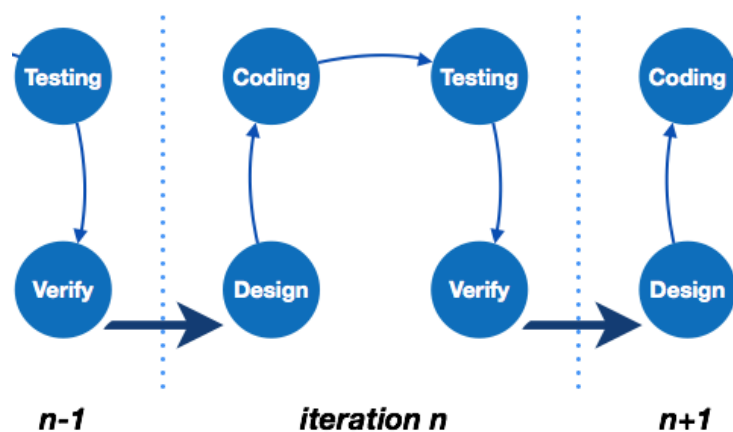 Testing
Coding
Testing
Coding
Verify
Design
Verify
Design
n-1
iteration n
n+1